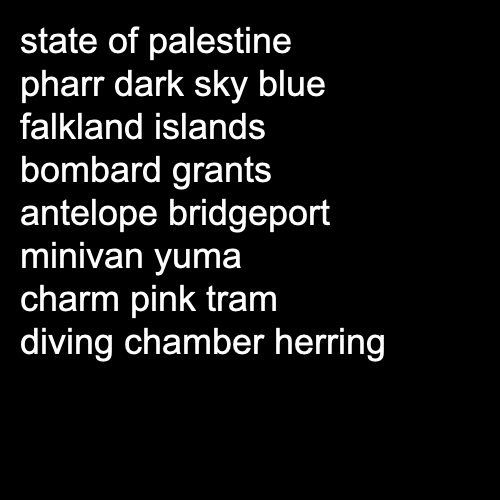 state of palestine
pharr dark sky blue
falkland islands
bombard grants
antelope bridgeport
minivan yuma
charm pink tram
diving chamber herring